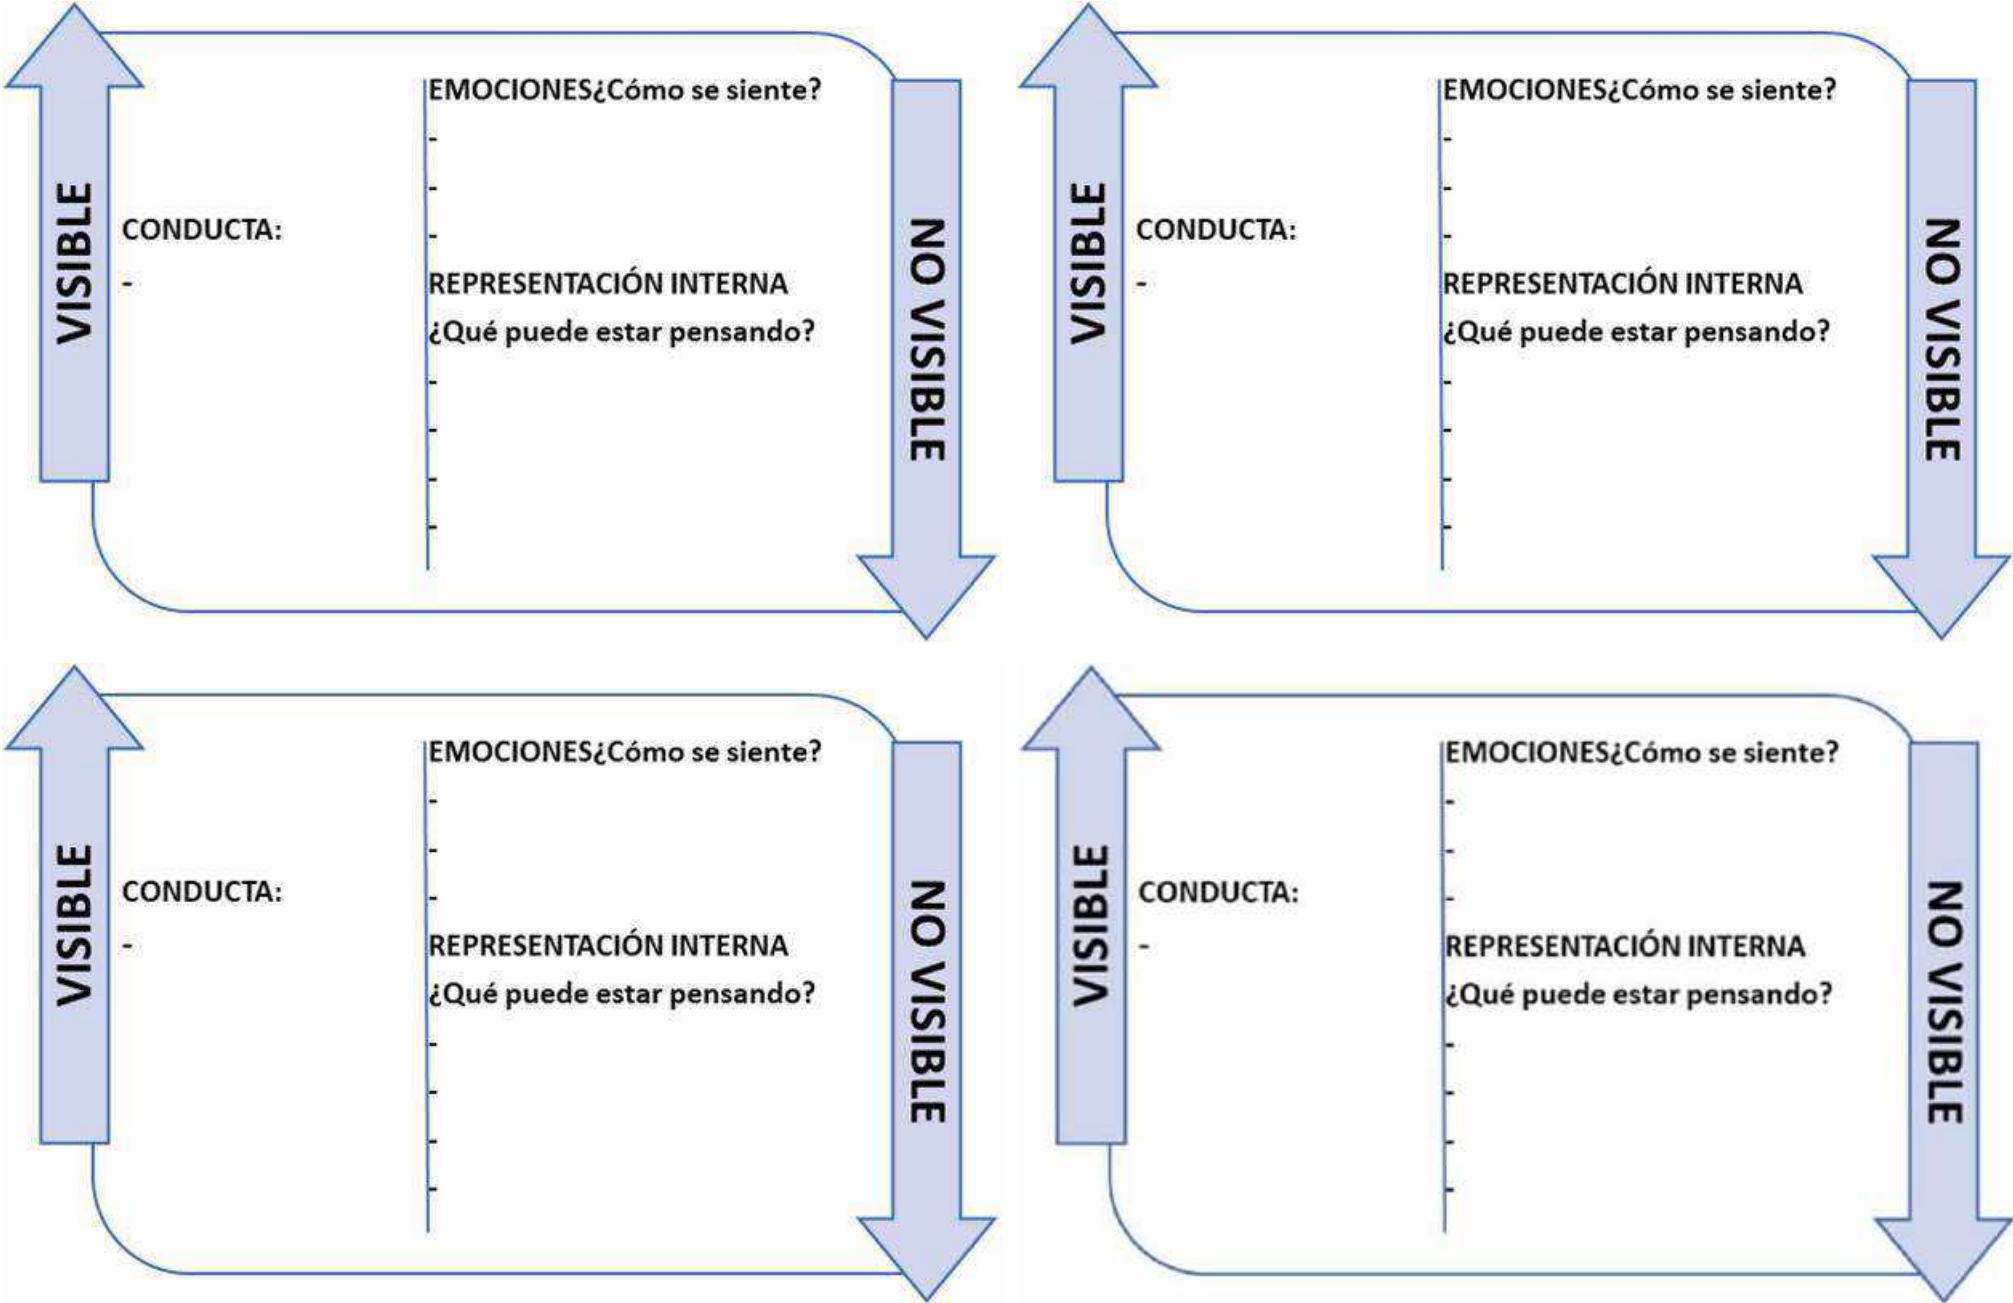 VISIBLE
CONDUCTA:
-
EMOCIONES¿Cómo se siente?
-
-
-
REPRESENTACIÓN INTERNA
¿Qué puede estar pensando?
-
-
-
-
NO VISIBLE
VISIBLE
CONDUCTA:
-
EMOCIONES¿Cómo se siente?
-
-
-
REPRESENTACIÓN INTERNA
¿Qué puede estar pensando?
-
-
-
-
NO VISIBLE
VISIBLE
CONDUCTA:
-
EMOCIONES¿Cómo se siente?
-
-
-
REPRESENTACIÓN INTERNA
¿Qué puede estar pensando?
-
-
-
-
NO VISIBLE
VISIBLE
CONDUCTA:
-
EMOCIONES¿Cómo se siente?
-
-
-
REPRESENTACIÓN INTERNA
¿Qué puede estar pensando?
-
-
-
-
NO VISIBLE